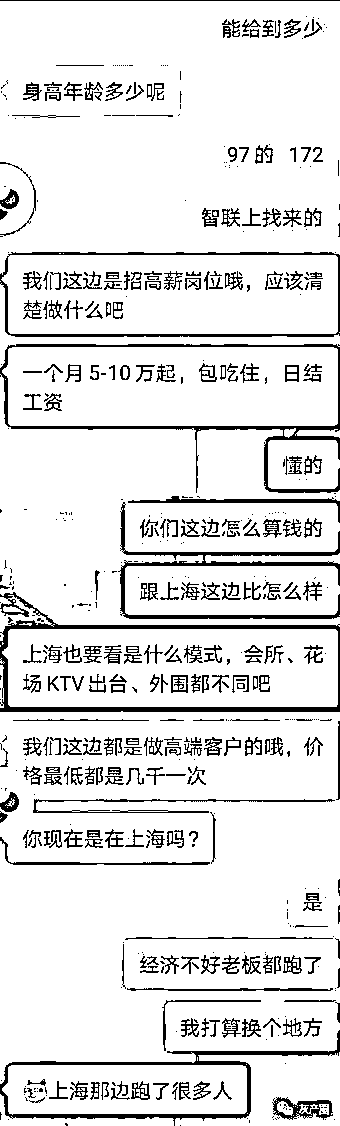 能给到多少
身高年龄多少呢
97的 172
智联上找来的
我们这边是招高薪岗位哦，应该清
楚做什么吧
一个月5-10万起，包吃住，日结
工资
懂的
你们这边怎么算钱的
跟上海这边比怎么样
上海也要看是什么模式，会所、花
场KTV出台、外围都不同吧
我们这边都是做高端客户的哦，价
格最低都是几千一次
你现在是在上海吗？
是
经济不好老板都跑了
我打算换个地方
上海那边跑了很多人
灰产圈